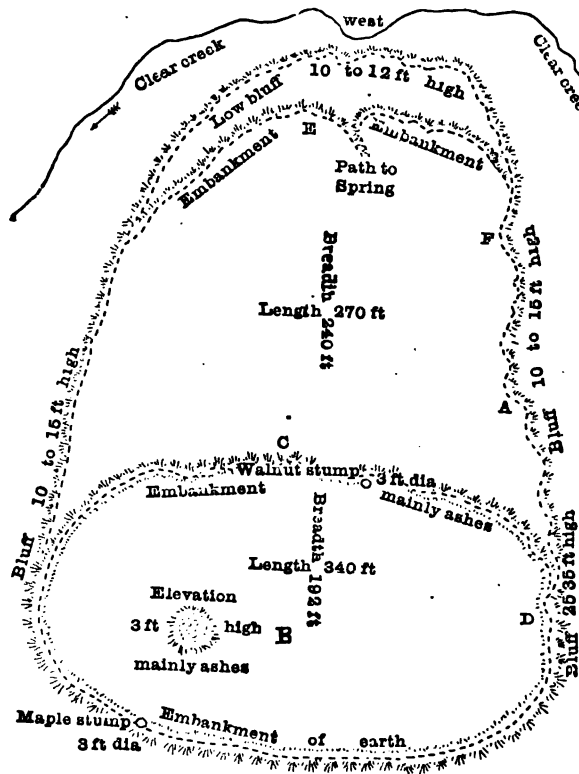 west
Clear creek
Clear creek
10 to 12 ft high
Low bluff
E
Embankment
Embankment
Path to
Spring
F
Breadth 240 ft
Length 270 ft
10 to 15 ft high
Bluff
A
Bluff 10 to 15 ft high
C
Walnut stump
3 ft dia
Embankment
mainly ashes
Breadth 192 ft
Length 340 ft
Bluff 25 35 ft high
Elevation
3 ft high
B
D
mainly ashes
Maple stump
3 ft dia
Embankment of earth